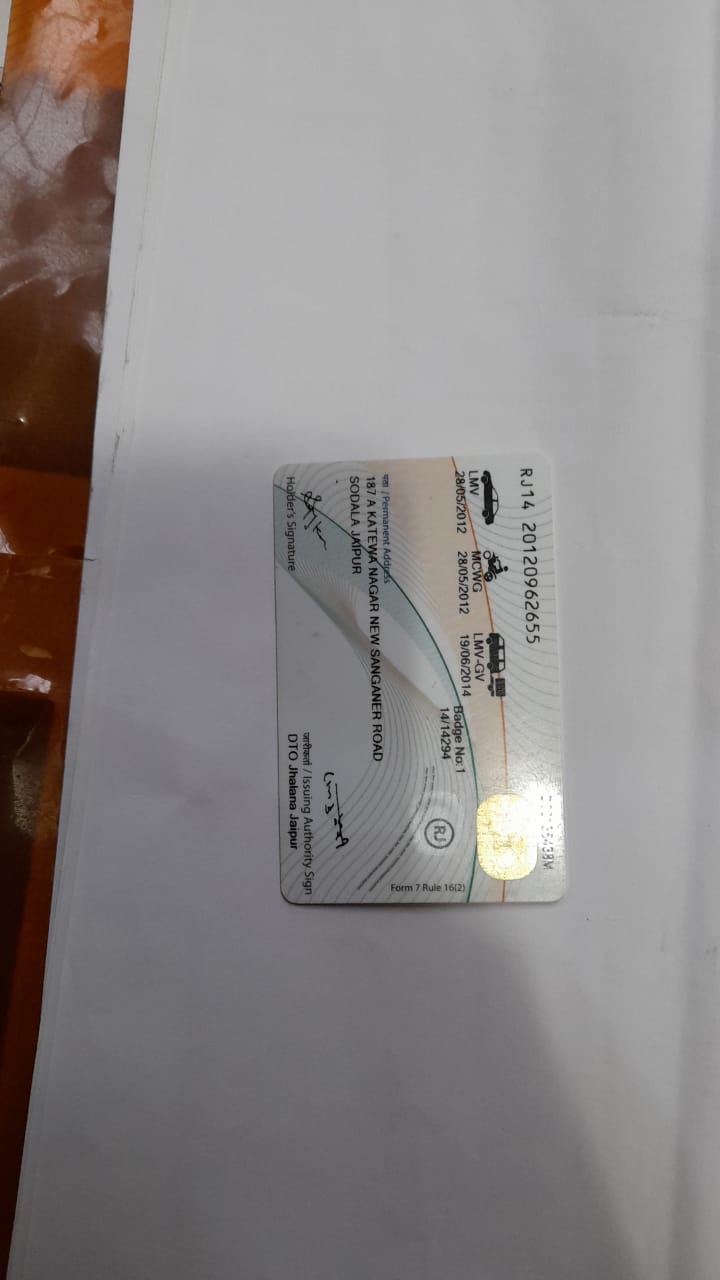 RJ14 20120962655
LMV MCWG LMV-GV Badge No:1
28/05/2012 28/05/2012 19/06/2014 14/14294
RJ
पता / Permanent Address
187 A KATEWA NAGAR NEW SANGANER ROAD
SODALA JAIPUR
Form 7 Rule 16(2)
Holder's Signature
जारीकर्ता / Issuing Authority Sign
DTO Jhalana Jaipur